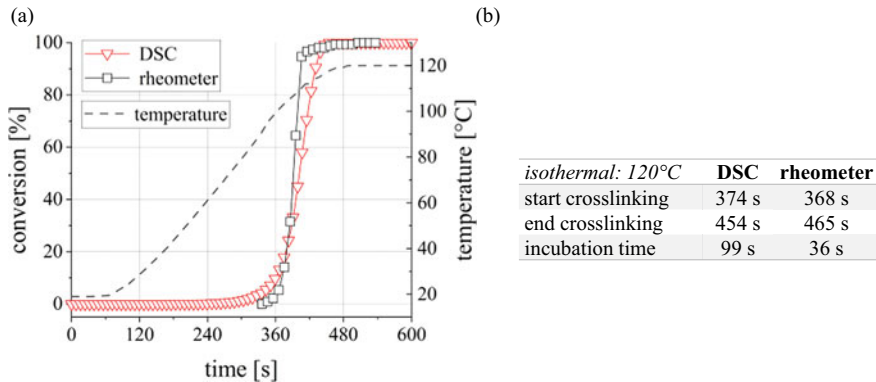 (a)
(b)
100
80
60
40
20
0
conversion [%]
DSC
rheometer
temperature
120
100
80
60
40
20
temperature [°C]
0 120 240 360 480 600
time [s]
isothermal: 120°C DSC rheometer
start crosslinking 374 s 368 s
end crosslinking 454 s 465 s
incubation time 99 s 36 s